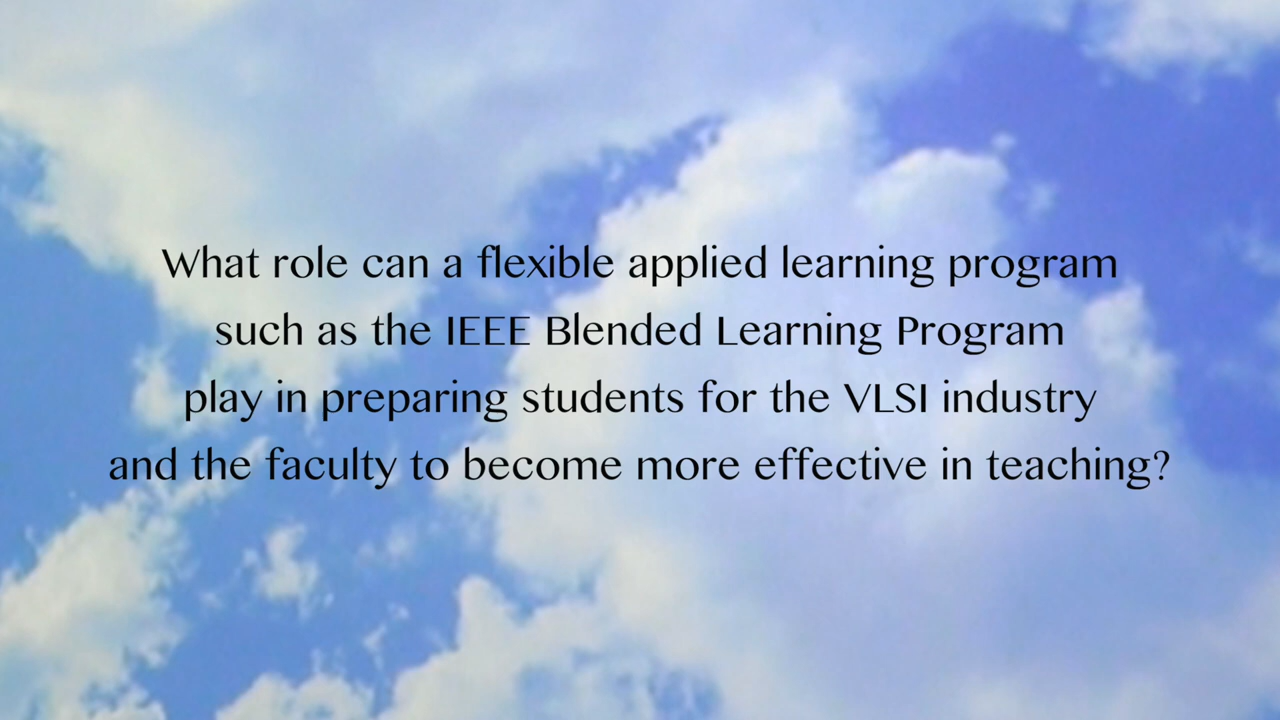 What role can a flexible applied learning program
such as the IEEE Blended Learning Program
play in preparing students for the VLSI industry
and the faculty to become more effective in teaching?